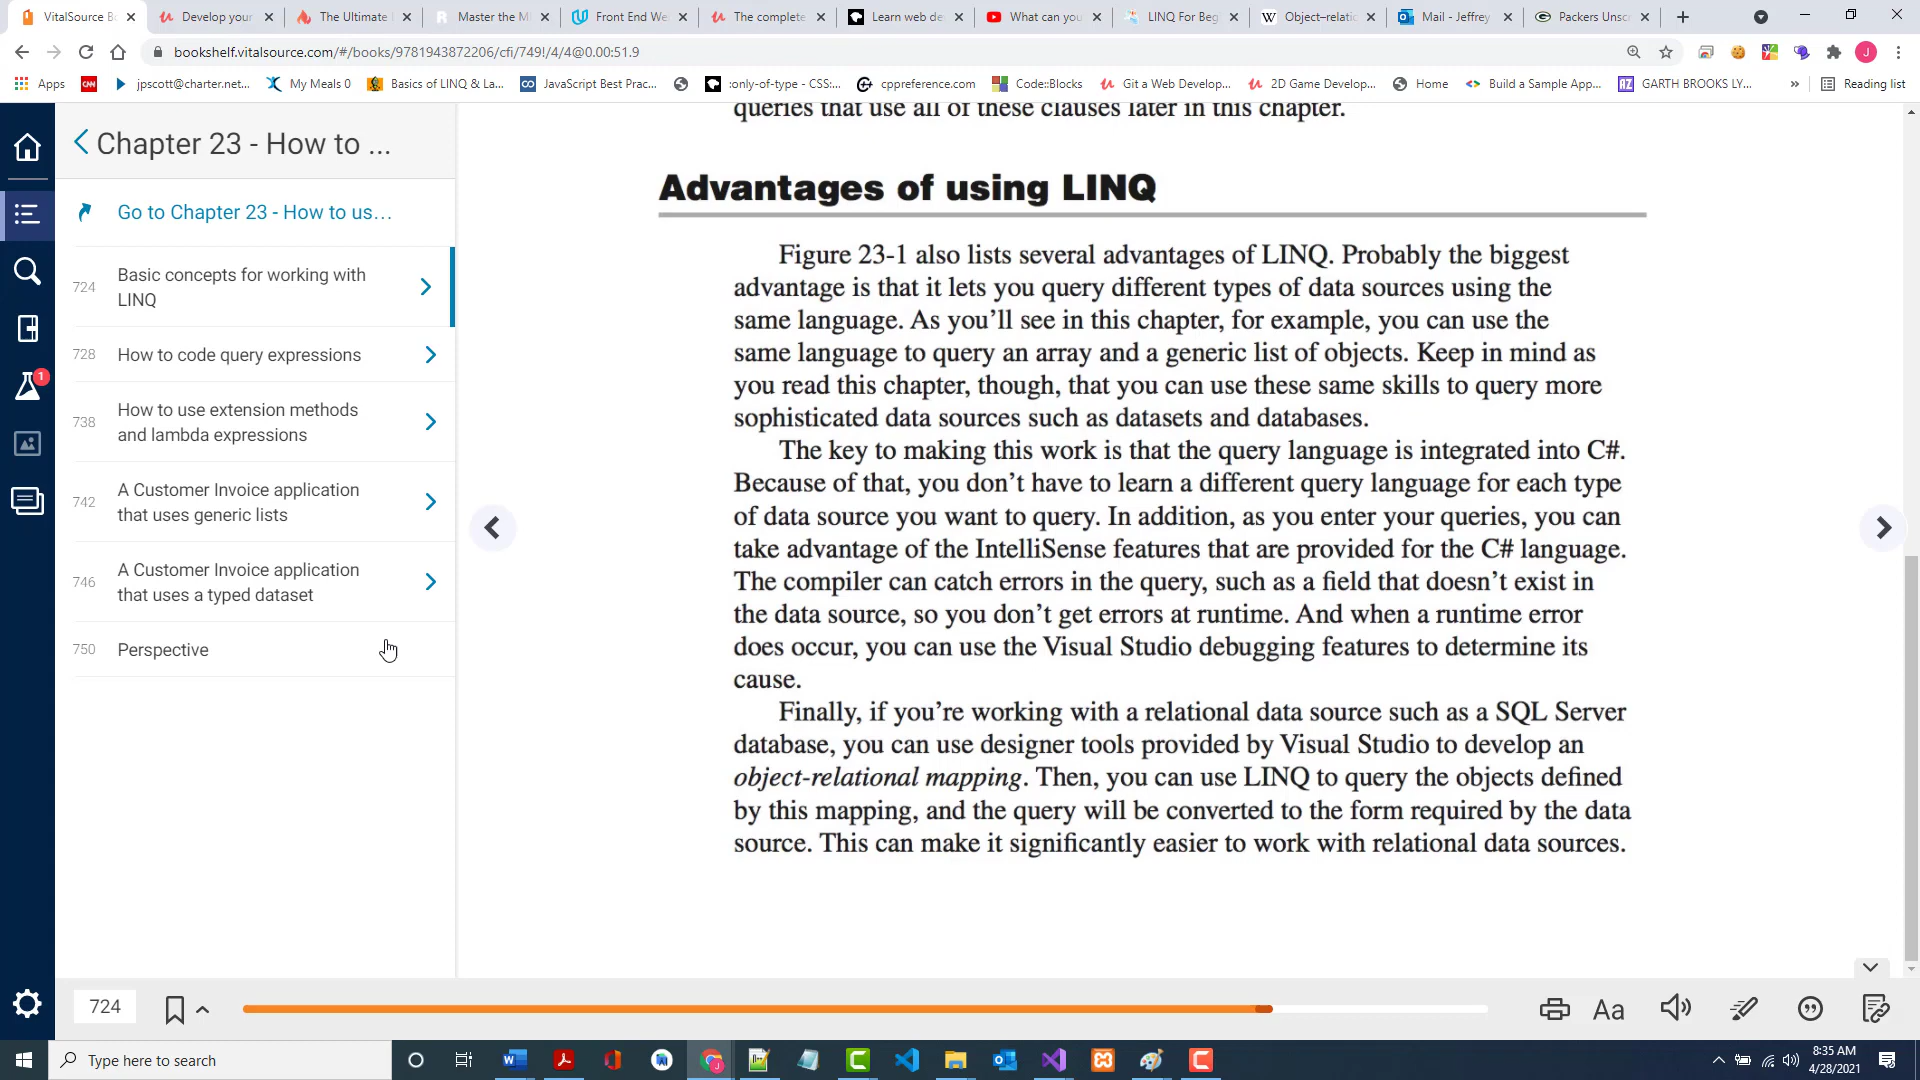 VitalSource Bo
Develop your
The Ultimate
Master the M
Front End We
The complete
Learn web de
What can you
LINQ For Beg
Object–relatio
Mail - Jeffrey
Packers Unsc
bookshelf.vitalsource.com/#/books/9781943872206/cfi/749!/4/4@0.00:51.9
J
Apps
CNN
jpscott@charter.net...
My Meals 0
Basics of LINQ & La...
JavaScript Best Prac...
:only-of-type - CSS:...
cppreference.com
Code::Blocks
Git a Web Develop...
2D Game Develop...
Home
Build a Sample App...
AZ
GARTH BROOKS LY...
»
Reading list
Chapter 23 - How to ...
Go to Chapter 23 - How to us...
724
Basic concepts for working with
LINQ
728
How to code query expressions
738
How to use extension methods
and lambda expressions
742
A Customer Invoice application
that uses generic lists
746
A Customer Invoice application
that uses a typed dataset
750
Perspective
1
queries that use all of these clauses later in this chapter.
Advantages of using LINQ
Figure 23-1 also lists several advantages of LINQ. Probably the biggest
advantage is that it lets you query different types of data sources using the
same language. As you’ll see in this chapter, for example, you can use the
same language to query an array and a generic list of objects. Keep in mind as
you read this chapter, though, that you can use these same skills to query more
sophisticated data sources such as datasets and databases.
The key to making this work is that the query language is integrated into C#.
Because of that, you don’t have to learn a different query language for each type
of data source you want to query. In addition, as you enter your queries, you can
take advantage of the IntelliSense features that are provided for the C# language.
The compiler can catch errors in the query, such as a field that doesn’t exist in
the data source, so you don’t get errors at runtime. And when a runtime error
does occur, you can use the Visual Studio debugging features to determine its
cause.
Finally, if you’re working with a relational data source such as a SQL Server
database, you can use designer tools provided by Visual Studio to develop an
object-relational mapping. Then, you can use LINQ to query the objects defined
by this mapping, and the query will be converted to the form required by the data
source. This can make it significantly easier to work with relational data sources.
724
Aa
Type here to search
8:35 AM
4/28/2021